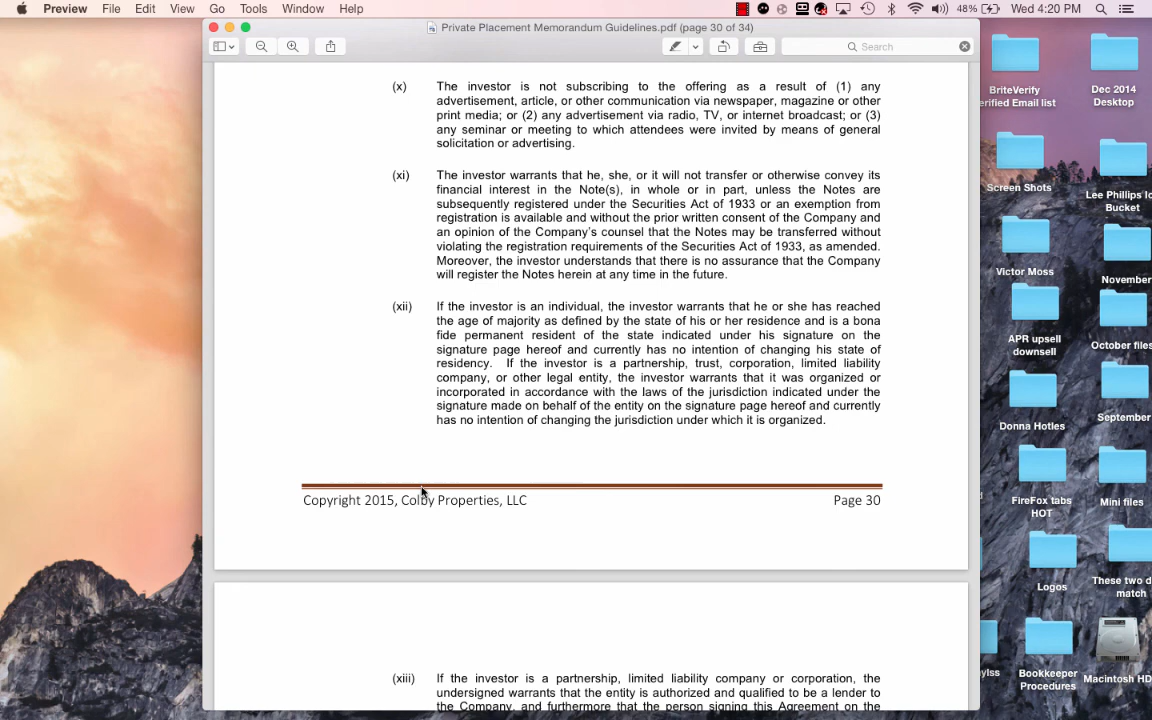 Preview File Edit View Go Tools Window Help 48% Wed 4:20 PM
Private Placement Memorandum Guidelines.pdf (page 30 of 34)
Search
(x) The investor is not subscribing to the offering as a result of (1) any
advertisement, article, or other communication via newspaper, magazine or other
print media; or (2) any advertisement via radio, TV, or internet broadcast; or (3)
any seminar or meeting to which attendees were invited by means of general
solicitation or advertising.
(xi) The investor warrants that he, she, or it will not transfer or otherwise convey its
financial interest in the Note(s), in whole or in part, unless the Notes are
subsequently registered under the Securities Act of 1933 or an exemption from
registration is available and without the prior written consent of the Company and
an opinion of the Company's counsel that the Notes may be transferred without
violating the registration requirements of the Securities Act of 1933, as amended.
Moreover, the investor understands that there is no assurance that the Company
will register the Notes herein at any time in the future.
(xii) If the investor is an individual, the investor warrants that he or she has reached
the age of majority as defined by the state of his or her residence and is a bona
fide permanent resident of the state indicated under his signature on the
signature page hereof and currently has no intention of changing his state of
residency. If the investor is a partnership, trust, corporation, limited liability
company, or other legal entity, the investor warrants that it was organized or
incorporated in accordance with the laws of the jurisdiction indicated under the
signature made on behalf of the entity on the signature page hereof and currently
has no intention of changing the jurisdiction under which it is organized.
Copyright 2015, Colby Properties, LLC Page 30
(xiii) If the investor is a partnership, limited liability company or corporation, the
undersigned warrants that the entity is authorized and qualified to be a lender to
the Company, and furthermore that the person signing this Agreement on the
BriteVerify
erified Email list
Dec 2014
Desktop
Screen Shots
Lee Phillips Ic
Bucket
Victor Moss
November
APR upsell
downsell
October files
Donna Hotles
September
FireFox tabs
HOT
Mini files
Logos
These two d
match
ylss
Bookkeeper
Procedures
Macintosh HD